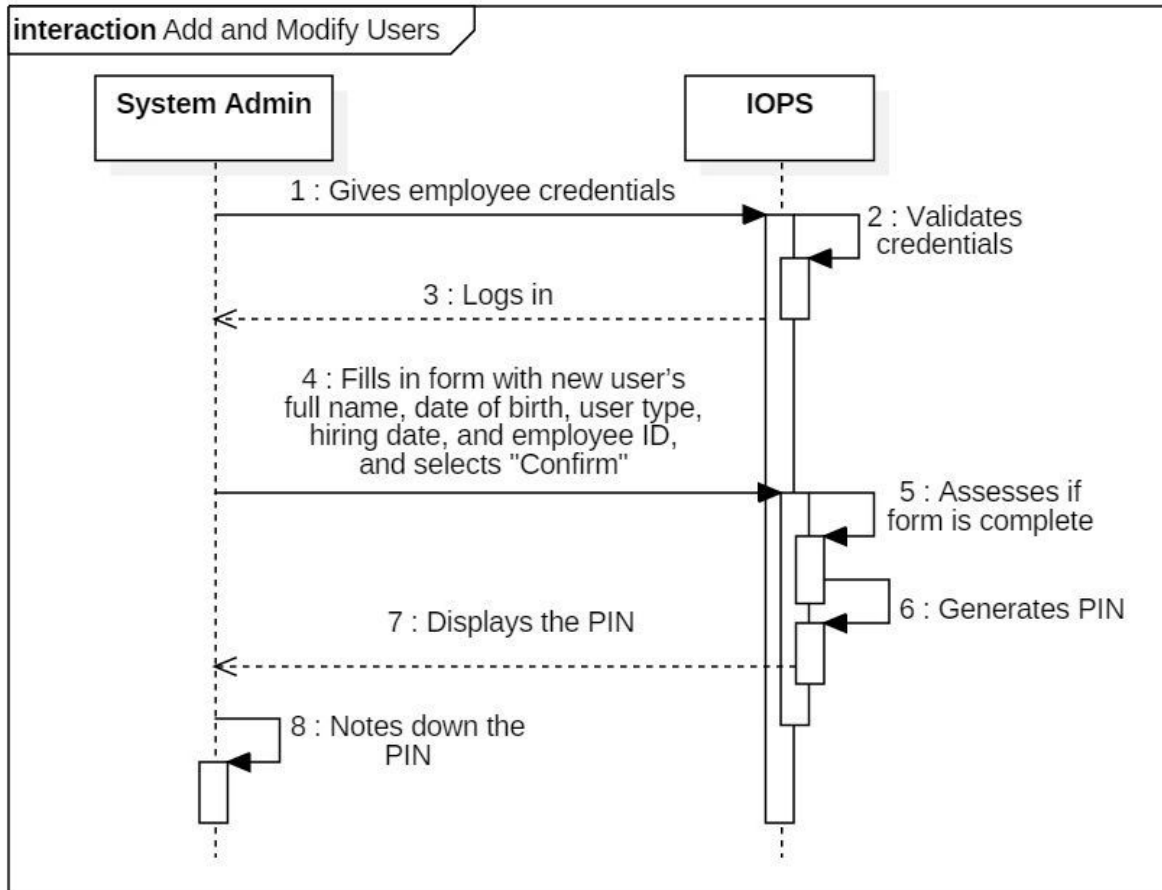 interaction Add and Modify Users
System Admin
IOPS
1 : Gives employee credentials
2 : Validates
credentials
3 : Logs in
4 : Fills in form with new user’s
full name, date of birth, user type,
hiring date, and employee ID,
and selects "Confirm"
5 : Assesses if
form is complete
6 : Generates PIN
7 : Displays the PIN
8 : Notes down the
PIN